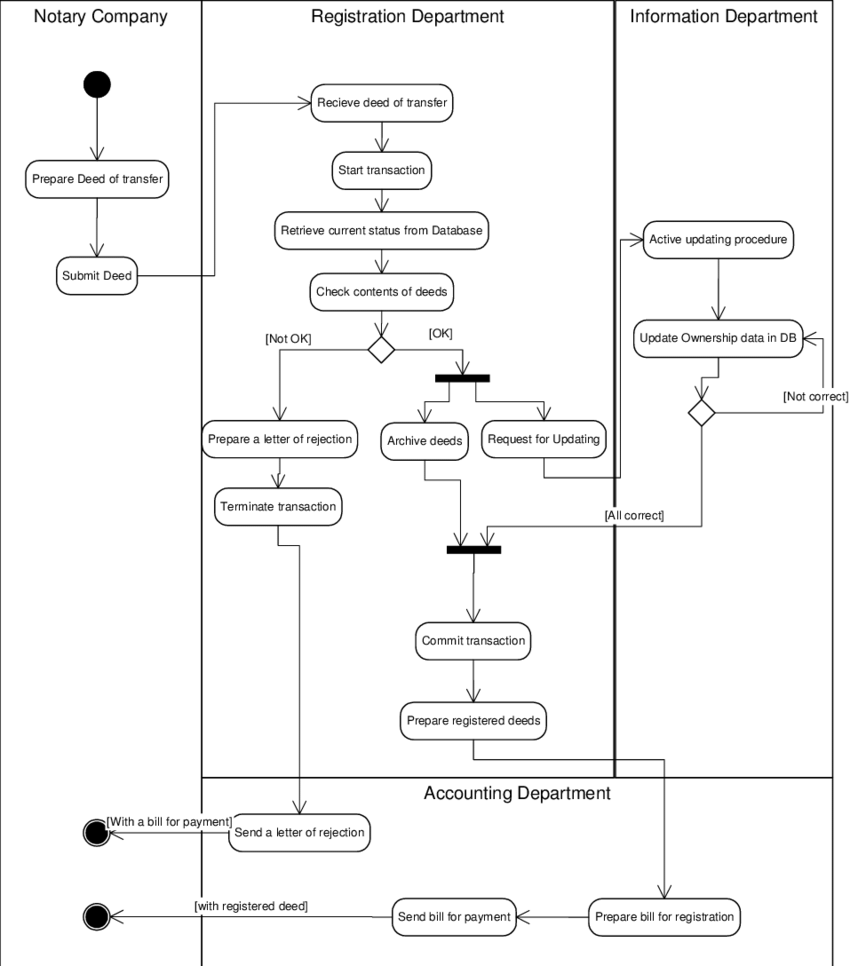 Notary Company
Registration Department
Information Department
Recieve deed of transfer
Prepare Deed of transfer
Start transaction
Retrieve current status from Database
Active updating procedure
Submit Deed
Check contents of deeds
[Not OK]
[OK]
Update Ownership data in DB
[Not correct]
Prepare a letter of rejection
Archive deeds
Request for Updating
Terminate transaction
[All correct]
Commit transaction
Prepare registered deeds
Accounting Department
[With a bill for payment]
Send a letter of rejection
[with registered deed]
Send bill for payment
Prepare bill for registration